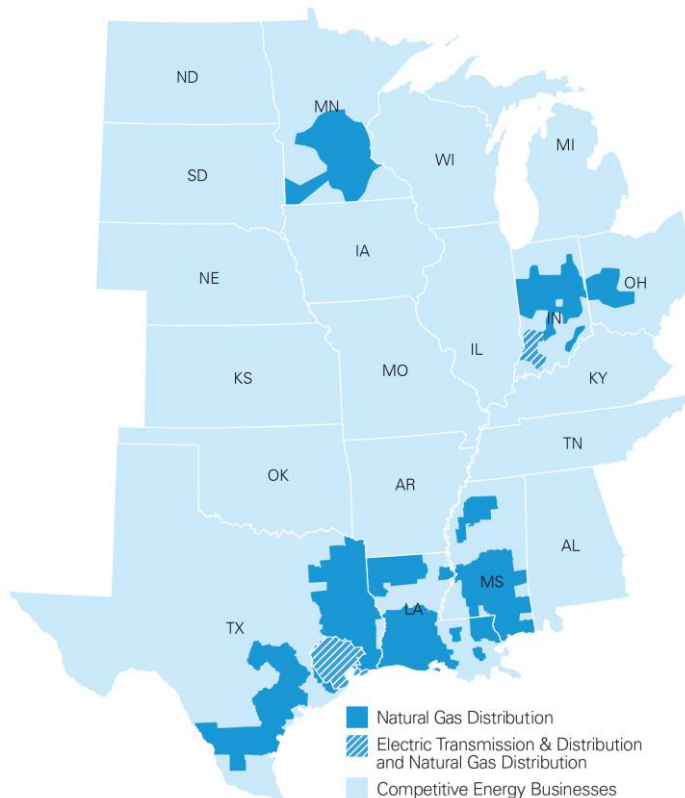 ND
MN
SD
WI
MI
IA
NE
OH
IN
IL
KS
MO
KY
TN
OK
AR
AL
MS
LA
TX
Natural Gas Distribution
Electric Transmission & Distribution
and Natural Gas Distribution
Competitive Energy Businesses